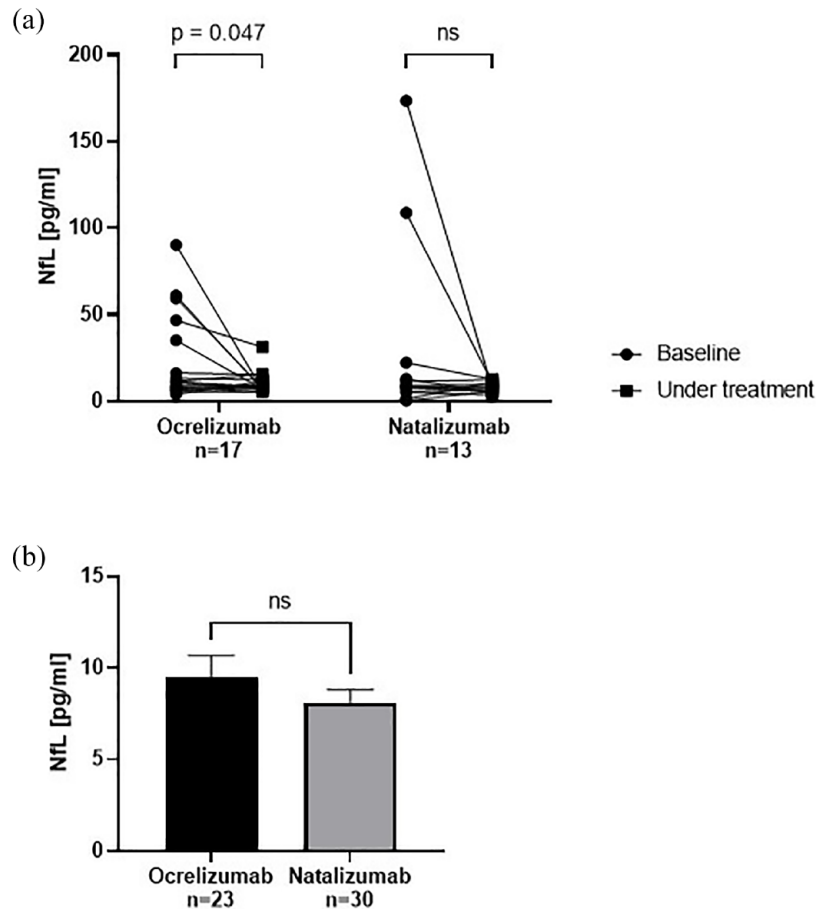 (a)
p = 0.047
ns
200
150
100
50
0
NfL [pg/ml]
Ocrelizumab
n=17
Natalizumab
n=13
Baseline
Under treatment
(b)
ns
15
10
5
0
NfL [pg/ml]
Ocrelizumab
n=23
Natalizumab
n=30